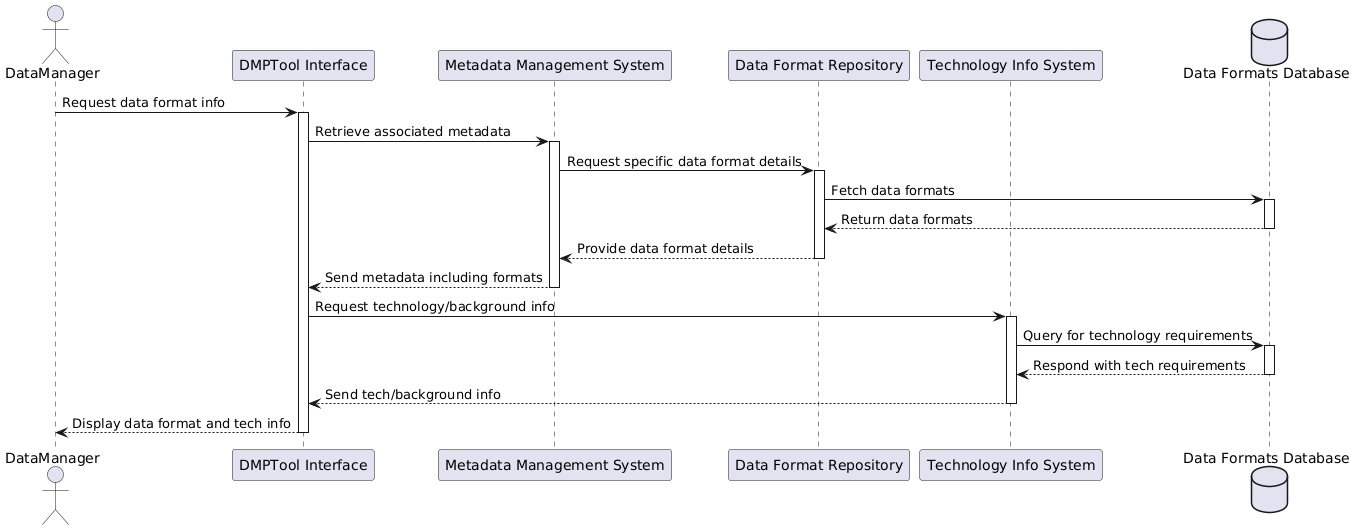 DataManager
DMPTool Interface
Metadata Management System
Data Format Repository
Technology Info System
Data Formats Database
Request data format info
Retrieve associated metadata
Request specific data format details
Fetch data formats
Return data formats
Provide data format details
Send metadata including formats
Request technology/background info
Query for technology requirements
Respond with tech requirements
Send tech/background info
Display data format and tech info
DataManager
DMPTool Interface
Metadata Management System
Data Format Repository
Technology Info System
Data Formats Database